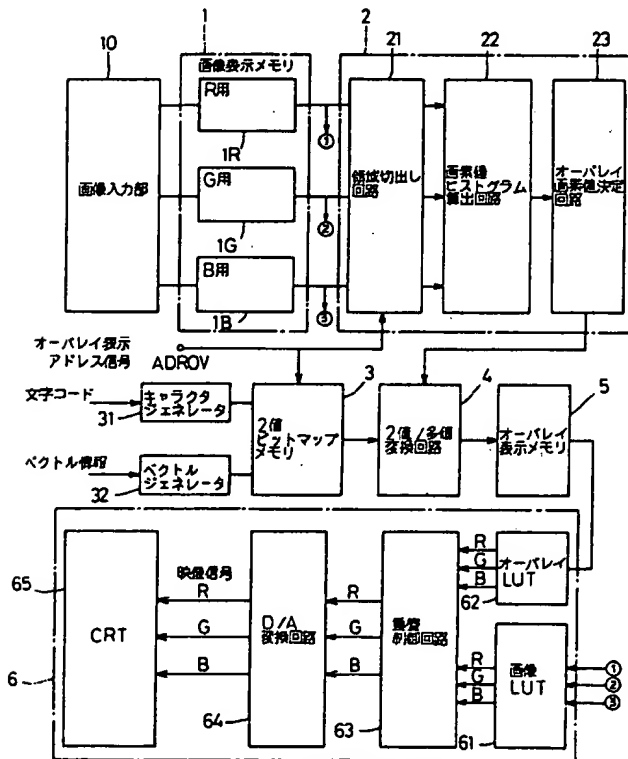 1
2
10
21
22
23
画像表示メモリ
R用
1R
G用
1G
B用
1B
画像入力部
①
②
③
領域切出し
回路
画素値
ヒストグラム
算出回路
オーバレイ
画素値決定
回路
オーバレイ表示
アドレス信号
ADROV
文字コード
キャラクタ
ジェネレータ
31
ベクトル情報
ベクトル
ジェネレータ
32
2値
ビットマップ
メモリ
3
2値/多値
変換回路
4
オーバレイ
表示メモリ
5
65
6
CRT
映像信号
R
G
B
D/A
変換回路
64
R
G
B
重畳
制御回路
63
R
G
B
オーバレイ
LUT
62
R
G
B
画像
LUT
61
①
②
③